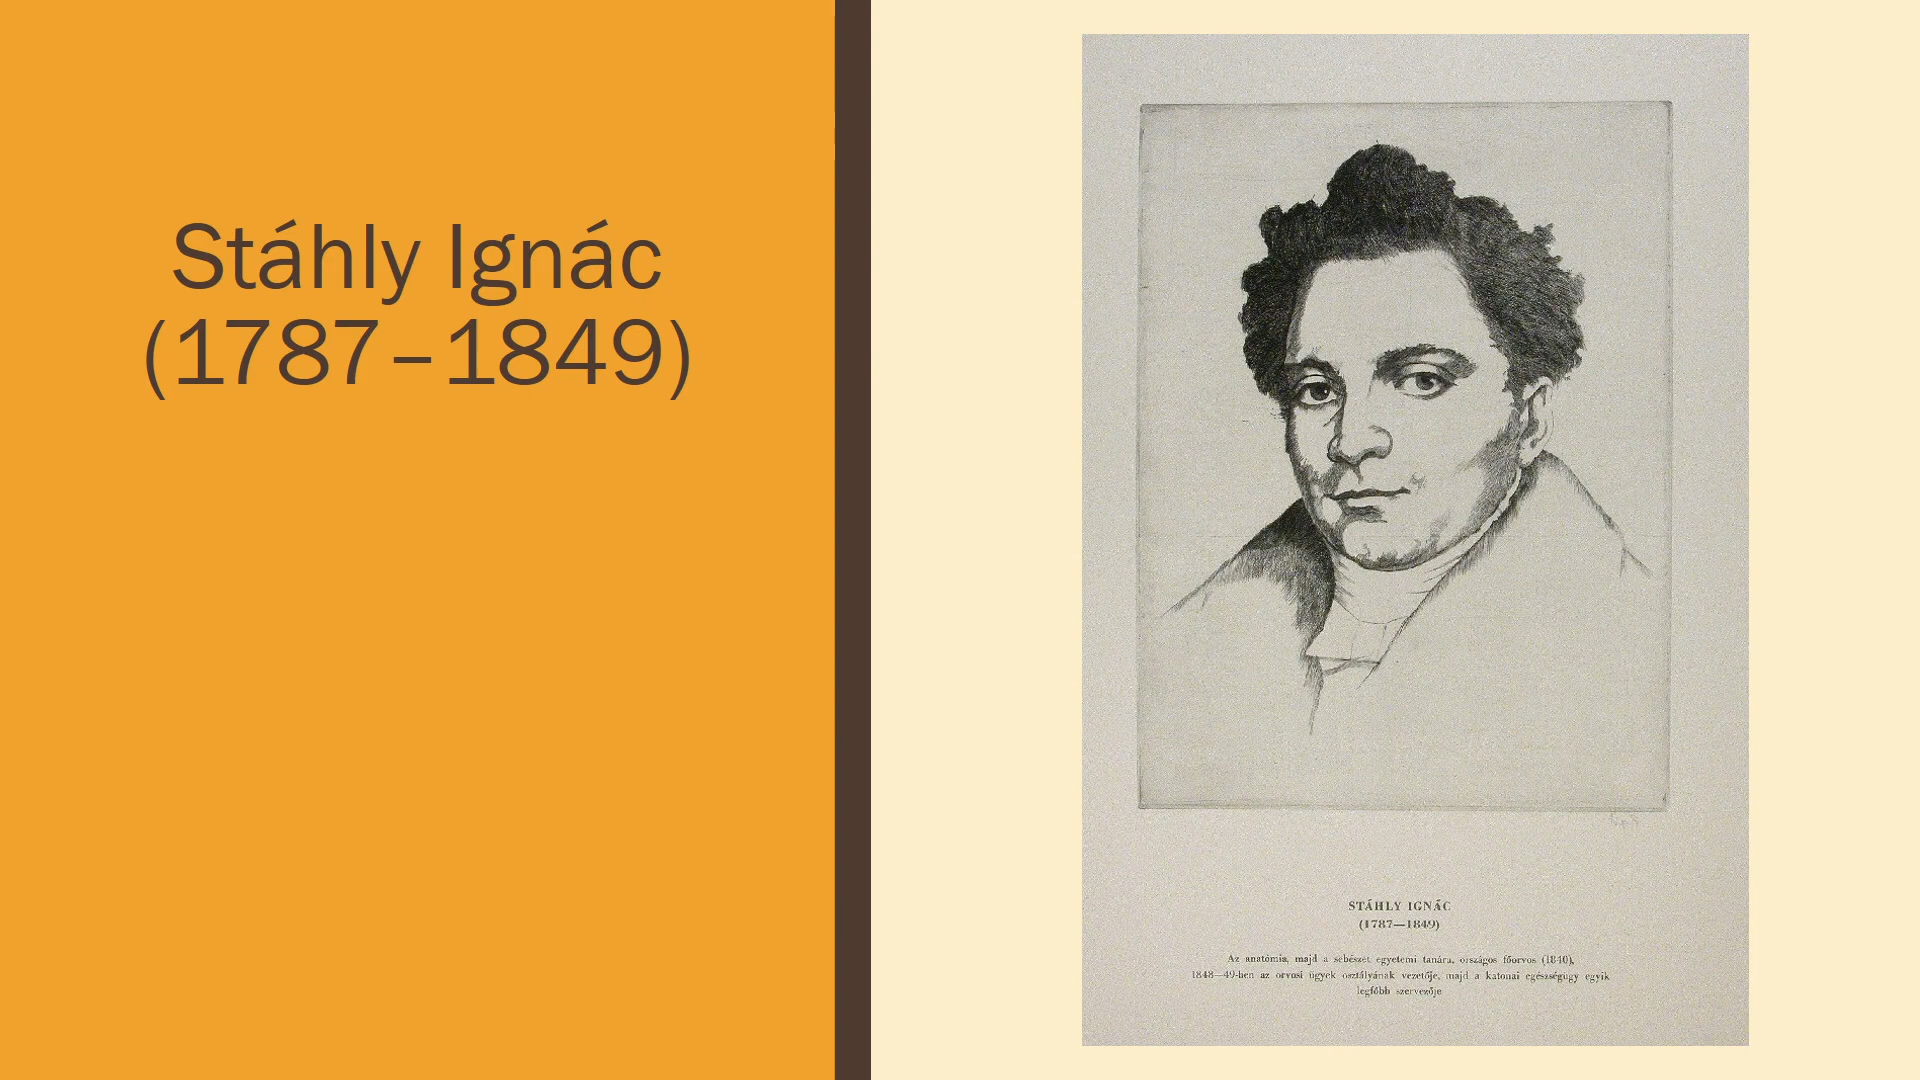 Stáhly Ignác
(1787–1849)
STÁHLY IGNÁC
(1787—1849)
Az anatómia, majd a sebészet egyetemi tanára, országos főorvos (1840),
1848—49-ben az orvosi ügyek osztályának vezetője, majd a katonai egészségügy egyik
legfőbb szervezője